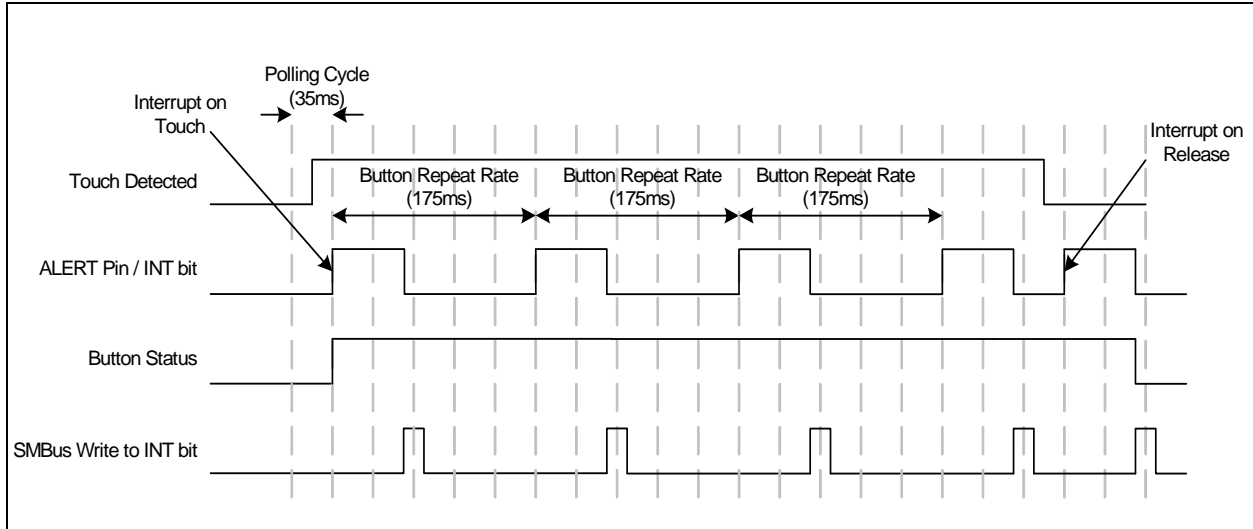 Polling Cycle
(35ms)
Interrupt on
Touch
Interrupt on
Release
Touch Detected
Button Repeat Rate
(175ms)
Button Repeat Rate
(175ms)
Button Repeat Rate
(175ms)
ALERT Pin / INT bit
Button Status
SMBus Write to INT bit